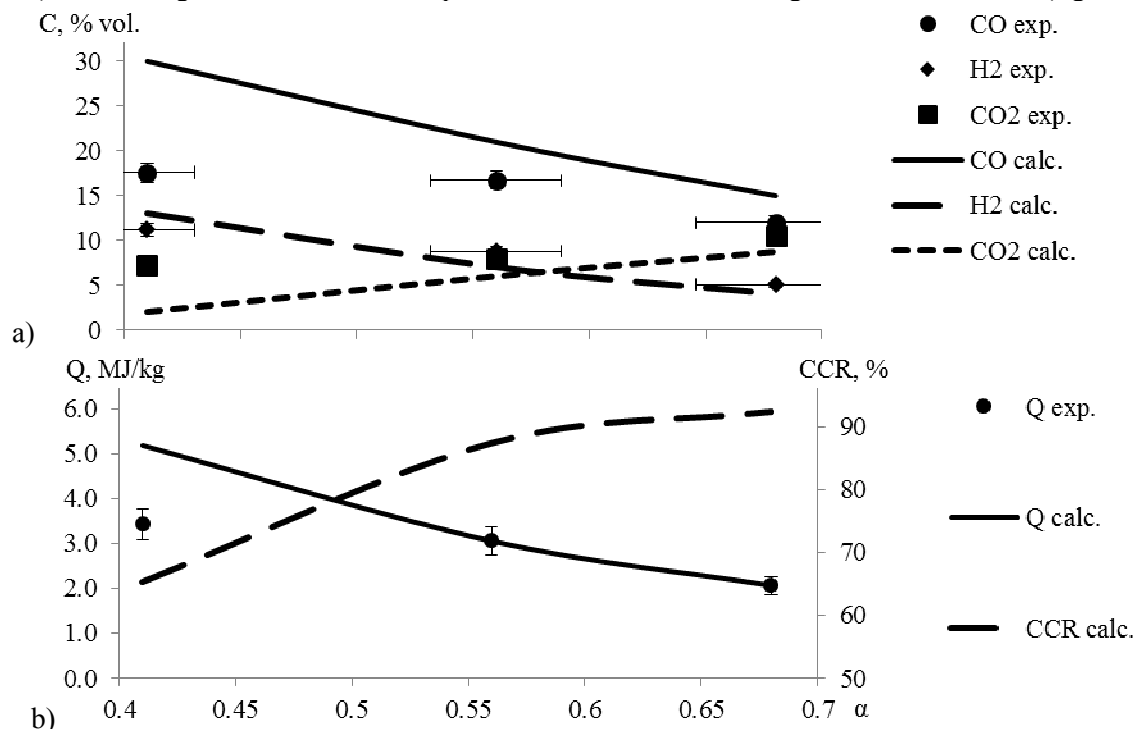 C, % vol.
30
25
20
15
10
5
0
a)
CO exp.
H2 exp.
CO2 exp.
CO calc.
H2 calc.
CO2 calc.
Q, MJ/kg
CCR, %
6.0
5.0
4.0
3.0
2.0
1.0
0.0
90
80
70
60
50
0.4 0.45 0.5 0.55 0.6 0.65 0.7 α
b)
Q exp.
Q calc.
CCR calc.